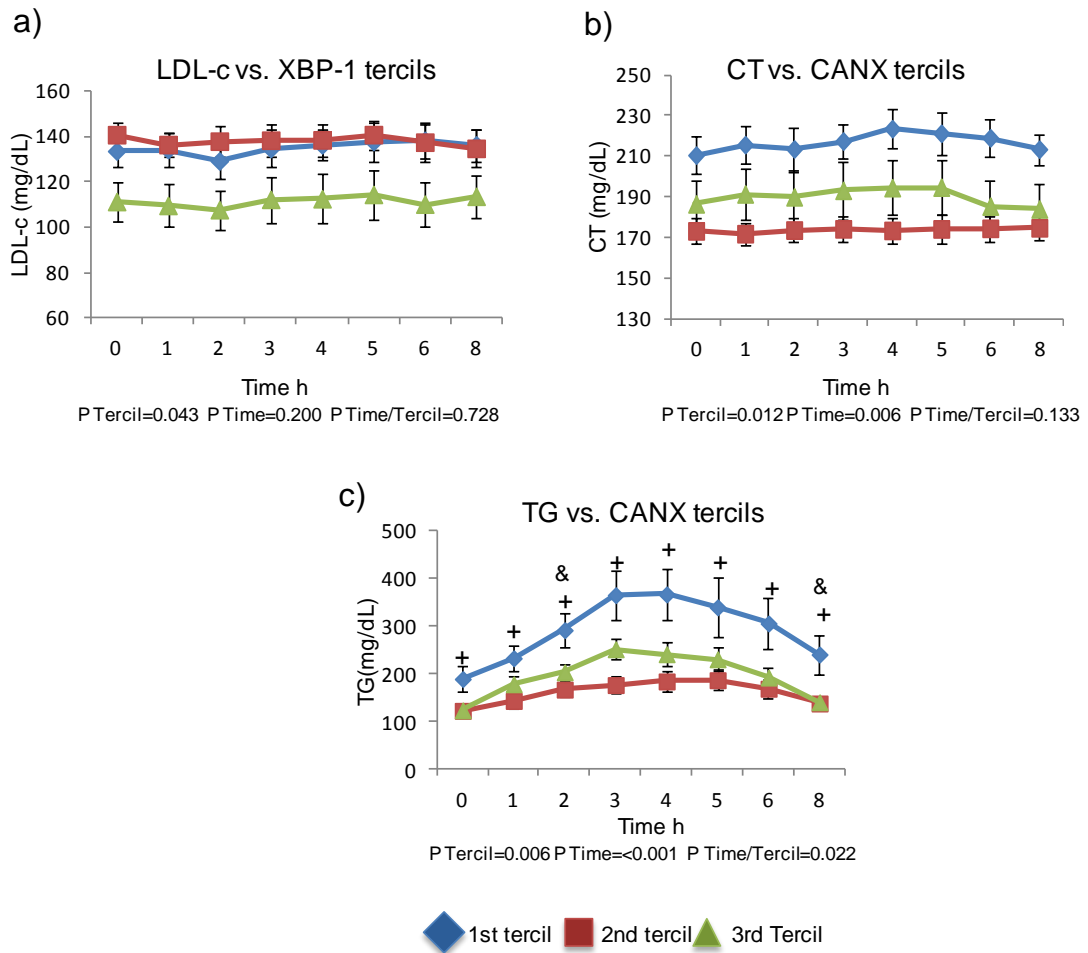 a)
LDL-c vs. XBP-1 tercils
160
140
120
100
80
60
LDL-c (mg/dL)
0 1 2 3 4 5 6 8
Time h
P Tercil=0.043 P Time=0.200 P Time/Tercil=0.728
b)
CT vs. CANX tercils
250
230
210
190
170
150
130
CT (mg/dL)
0 1 2 3 4 5 6 8
Time h
P Tercil=0.012 P Time=0.006 P Time/Tercil=0.133
c)
TG vs. CANX tercils
500
400
300
200
100
0
TG(mg/dL)
+ + & + + + + + & +
0 1 2 3 4 5 6 8
Time h
P Tercil=0.006 P Time=<0.001 P Time/Tercil=0.022
1st tercil 2nd tercil 3rd Tercil